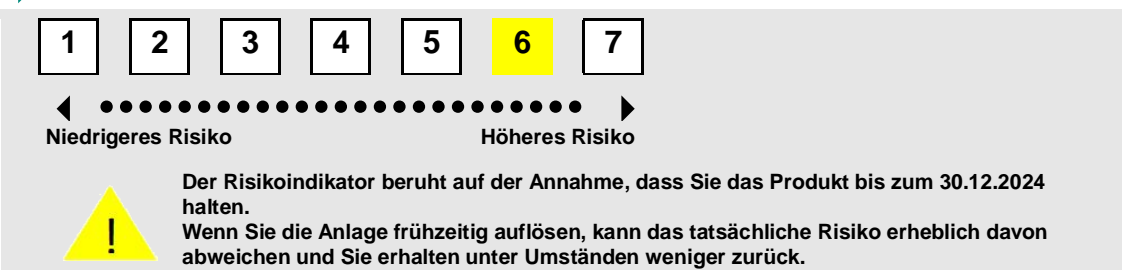 1 2 3 4 5 6 7
Niedrigeres Risiko Höheres Risiko
Der Risikoindikator beruht auf der Annahme, dass Sie das Produkt bis zum 30.12.2024
halten.
Wenn Sie die Anlage frühzeitig auflösen, kann das tatsächliche Risiko erheblich davon
abweichen und Sie erhalten unter Umständen weniger zurück.
!